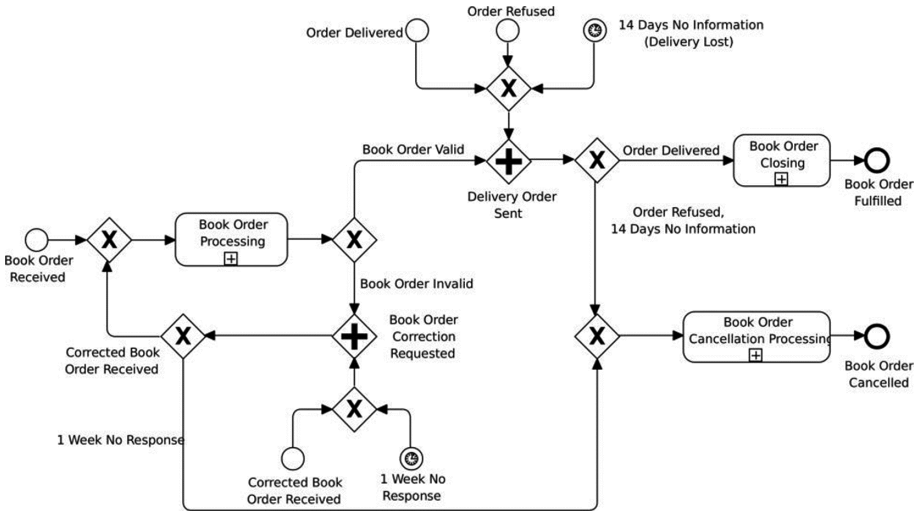 Order Refused
Order Delivered
14 Days No Information
(Delivery Lost)
X
Book Order Valid
X
Order Delivered
Book Order
Closing
Delivery Order
Sent
Book Order
Fulfilled
Order Refused,
14 Days No Information
X
Book Order
Processing
X
Book Order
Received
Book Order Invalid
X
Book Order
Correction
Requested
X
Book Order
Cancellation Processing
Corrected Book
Order Received
Book Order
Cancelled
X
1 Week No Response
Corrected Book
Order Received
1 Week No
Response